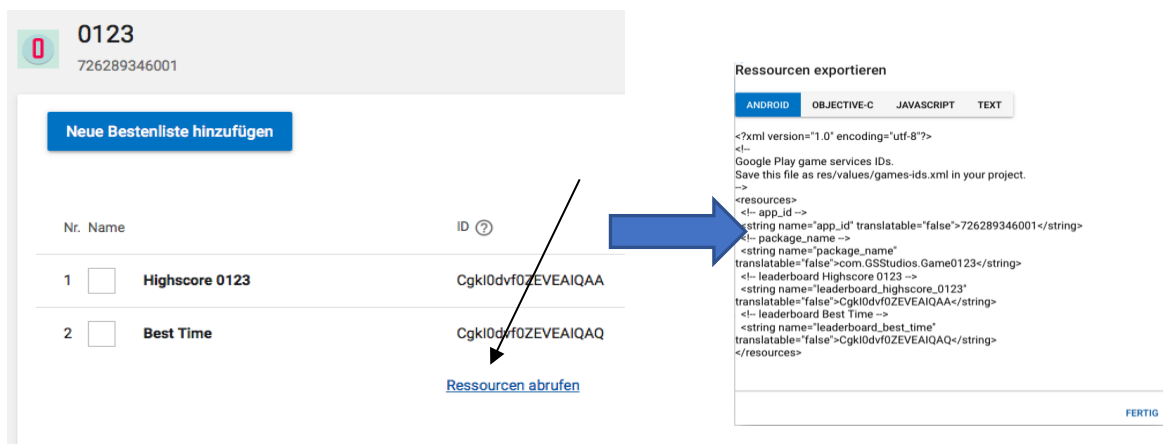 0123
726289346001
Neue Bestenliste hinzufügen
Nr. Name ID ?
1 Highscore 0123 CgkI0dvf0ZEVEAIQAA
2 Best Time CgkI0dvf0ZEVEAIQAQ
Ressourcen abrufen
Ressourcen exportieren
ANDROID OBJECTIVE-C JAVASCRIPT TEXT
<?xml version="1.0" encoding="utf-8"?>
<!--
Google Play game services IDs.
Save this file as res/values/games-ids.xml in your project.
-->
<resources>
<!-- app_id -->
<string name="app_id" translatable="false">726289346001</string>
<!-- package_name -->
<string name="package_name"
translatable="false">com.GSStudios.Game0123</string>
<!-- leaderboard Highscore 0123 -->
<string name="leaderboard_highscore_0123"
translatable="false">CgkI0dvf0ZEVEAIQAA</string>
<!-- leaderboard Best Time -->
<string name="leaderboard_best_time"
translatable="false">CgkI0dvf0ZEVEAIQAQ</string>
</resources>
FERTIG